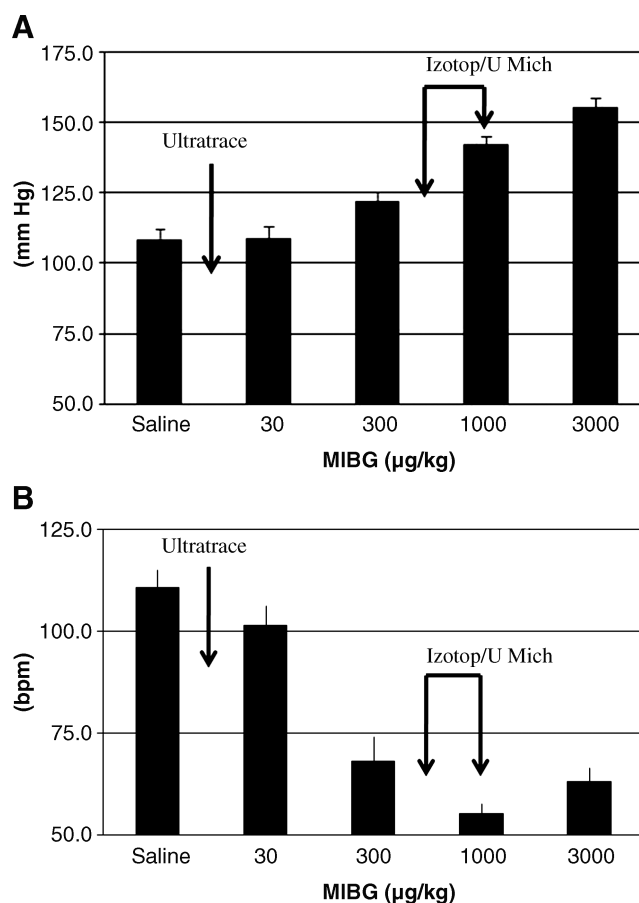 A
175.0
Izotop/U Mich
150.0
Ultratrace
125.0
(mm Hg)
100.0
75.0
50.0
Saline 30 300 1000 3000
MIBG (µg/kg)
B
125.0
Ultratrace
100.0
Izotop/U Mich
(bpm)
75.0
50.0
Saline 30 300 1000 3000
MIBG (µg/kg)